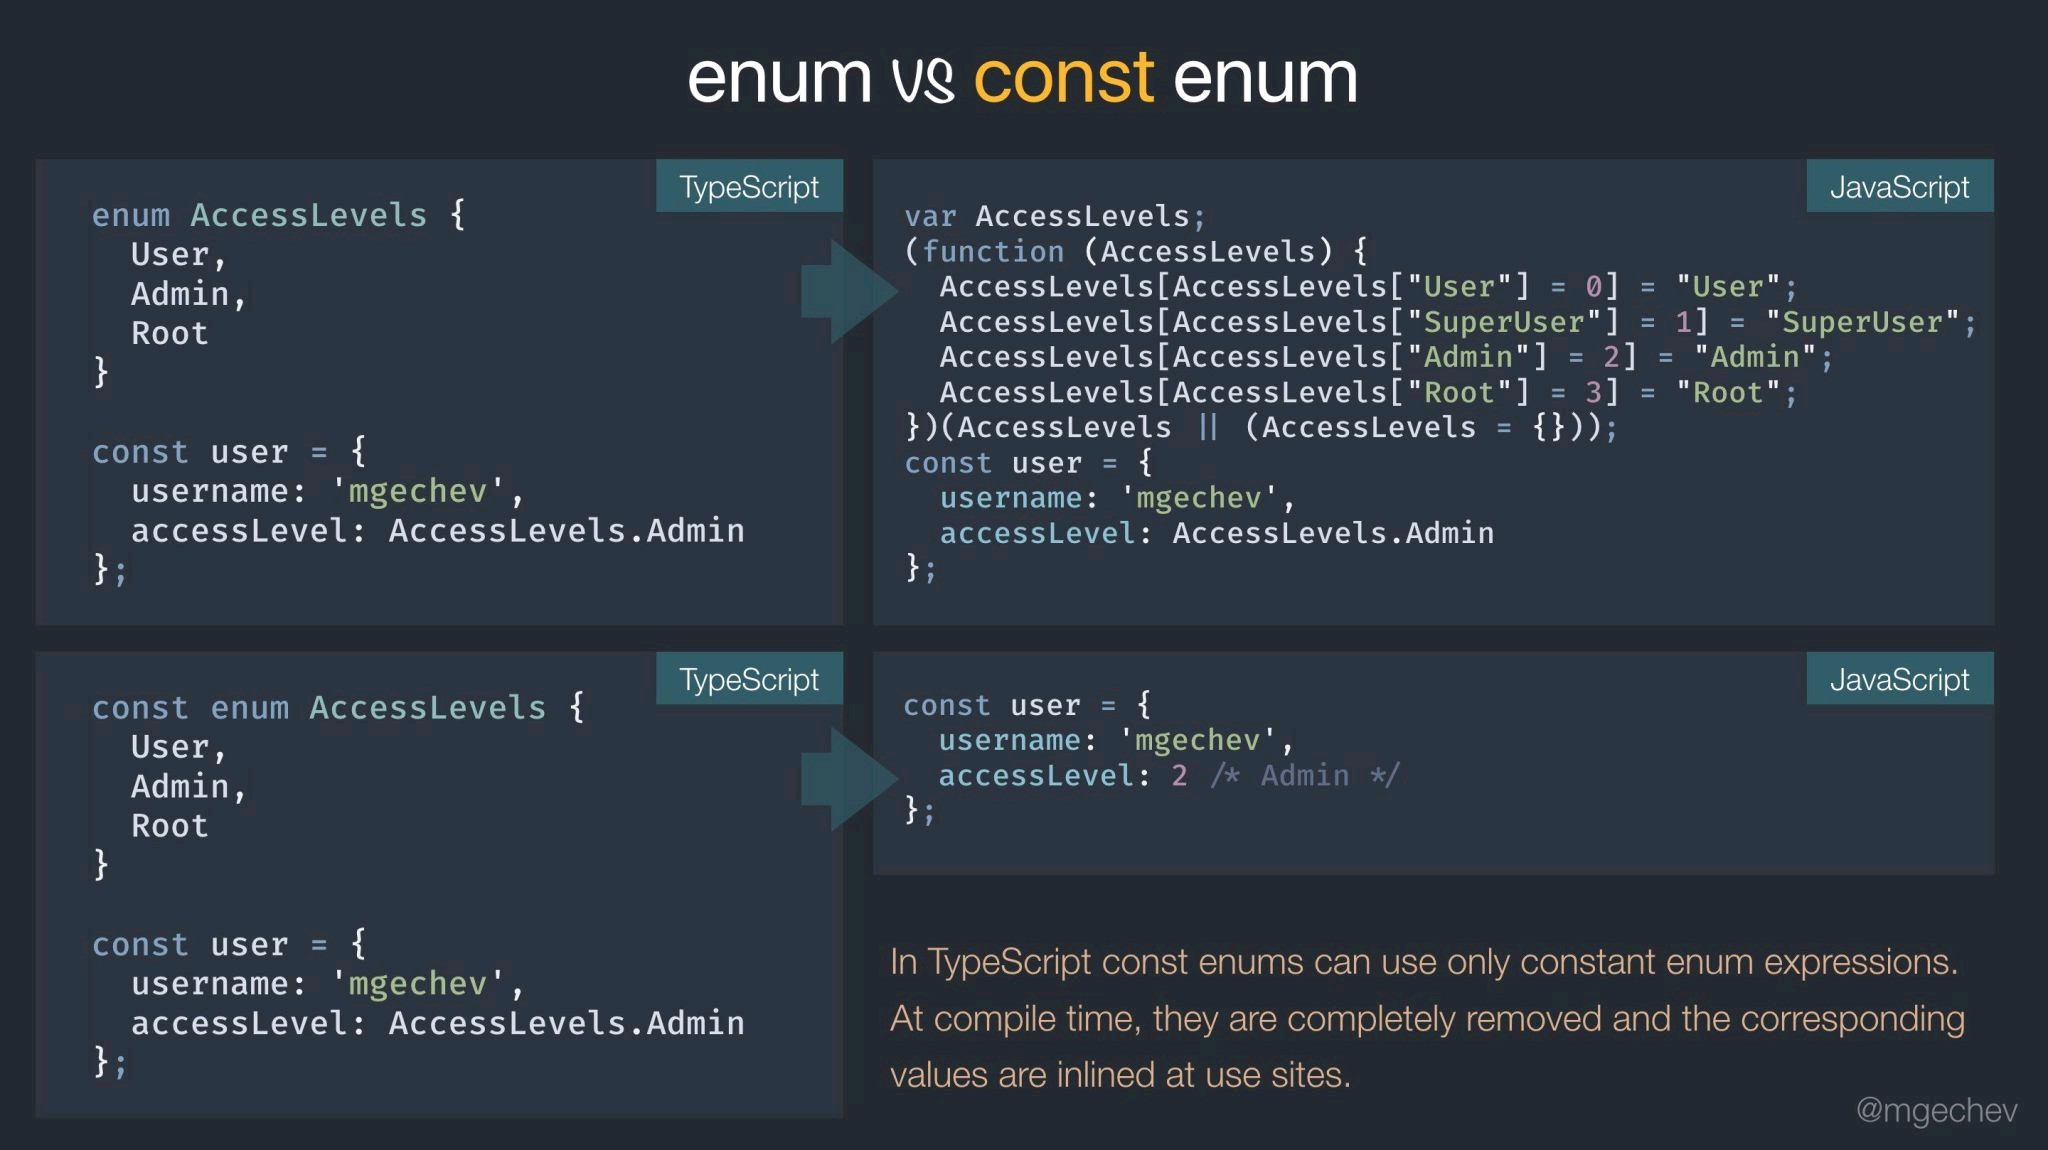 enum vs const enum
TypeScript
enum AccessLevels {
  User,
  Admin,
  Root
}

const user = {
  username: 'mgechev',
  accessLevel: AccessLevels.Admin
};
JavaScript
var AccessLevels;
(function (AccessLevels) {
  AccessLevels[AccessLevels["User"] = 0] = "User";
  AccessLevels[AccessLevels["SuperUser"] = 1] = "SuperUser";
  AccessLevels[AccessLevels["Admin"] = 2] = "Admin";
  AccessLevels[AccessLevels["Root"] = 3] = "Root";
})(AccessLevels || (AccessLevels = {}));
const user = {
  username: 'mgechev',
  accessLevel: AccessLevels.Admin
};
TypeScript
const enum AccessLevels {
  User,
  Admin,
  Root
}

const user = {
  username: 'mgechev',
  accessLevel: AccessLevels.Admin
};
JavaScript
const user = {
  username: 'mgechev',
  accessLevel: 2 /* Admin */
};
In TypeScript const enums can use only constant enum expressions.
At compile time, they are completely removed and the corresponding
values are inlined at use sites.
@mgechev